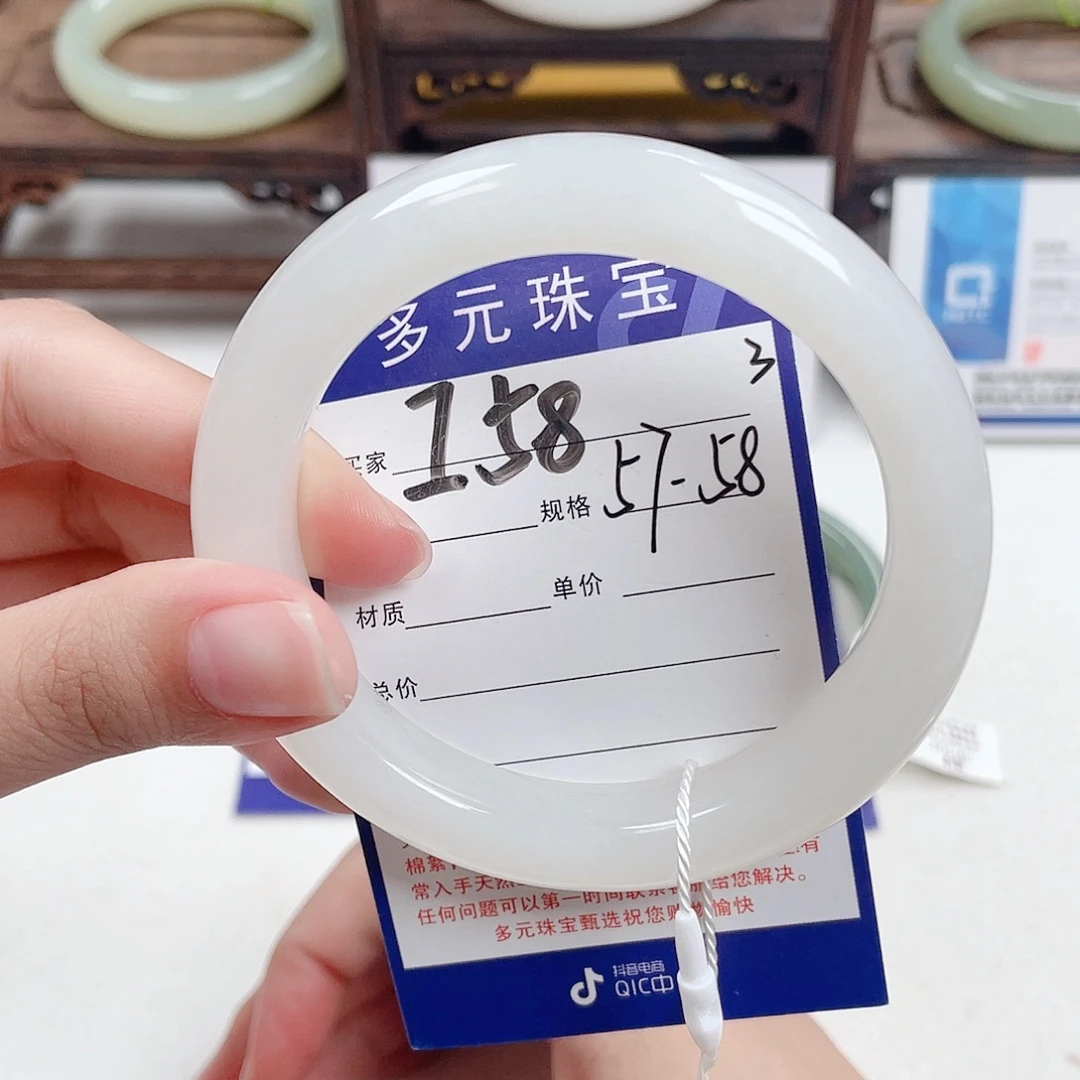 多元珠宝
3
158
买家
规格 57-58
材质 单价
总价
棉絮
常入手天然 给您解决。
任何问题可以第一时间联系
多元珠宝甄选祝您购物愉快
抖音电商
QIC中